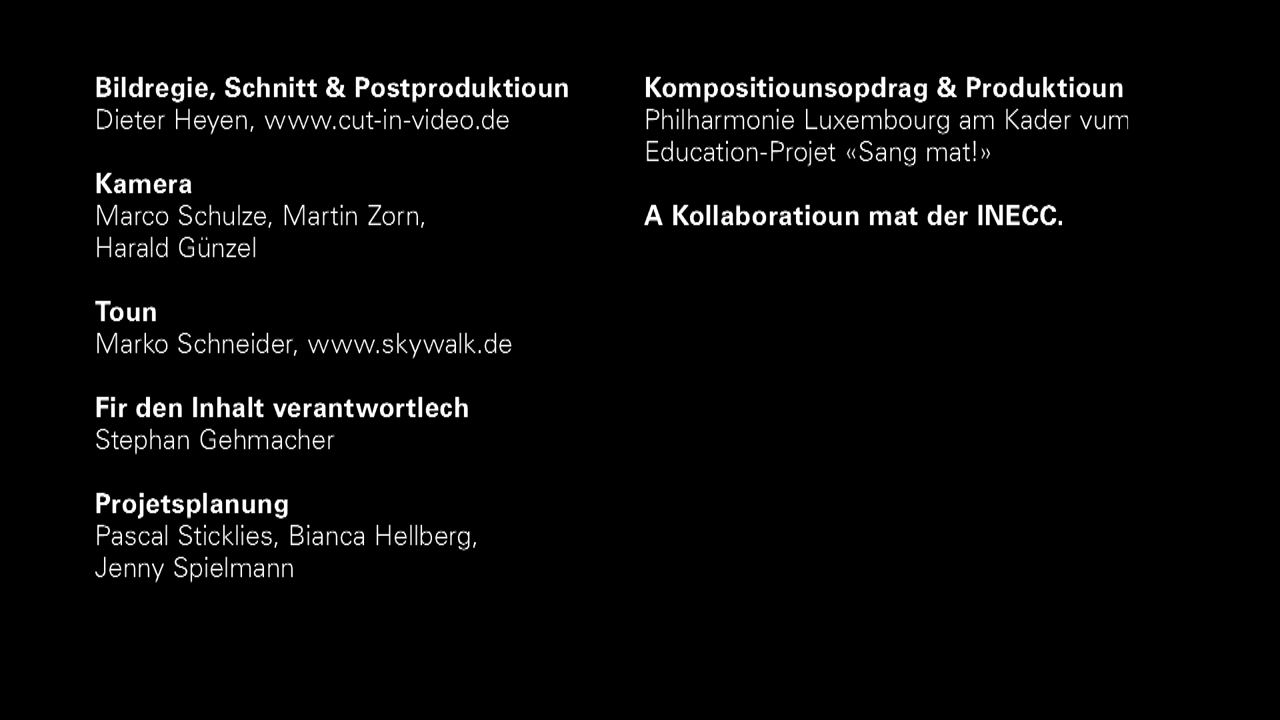 Bildregie, Schnitt & Postproduktioun
Dieter Heyen, www.cut-in-video.de
Kamera
Marco Schulze, Martin Zorn,
Harald Günzel
Toun
Marko Schneider, www.skywalk.de
Fir den Inhalt verantwortlech
Stephan Gehmacher
Projetsplanung
Pascal Sticklies, Bianca Hellberg,
Jenny Spielmann
Kompositiounsopdrag & Produktioun
Philharmonie Luxembourg am Kader vum
Education-Projet «Sang mat!»
A Kollaboratioun mat der INECC.